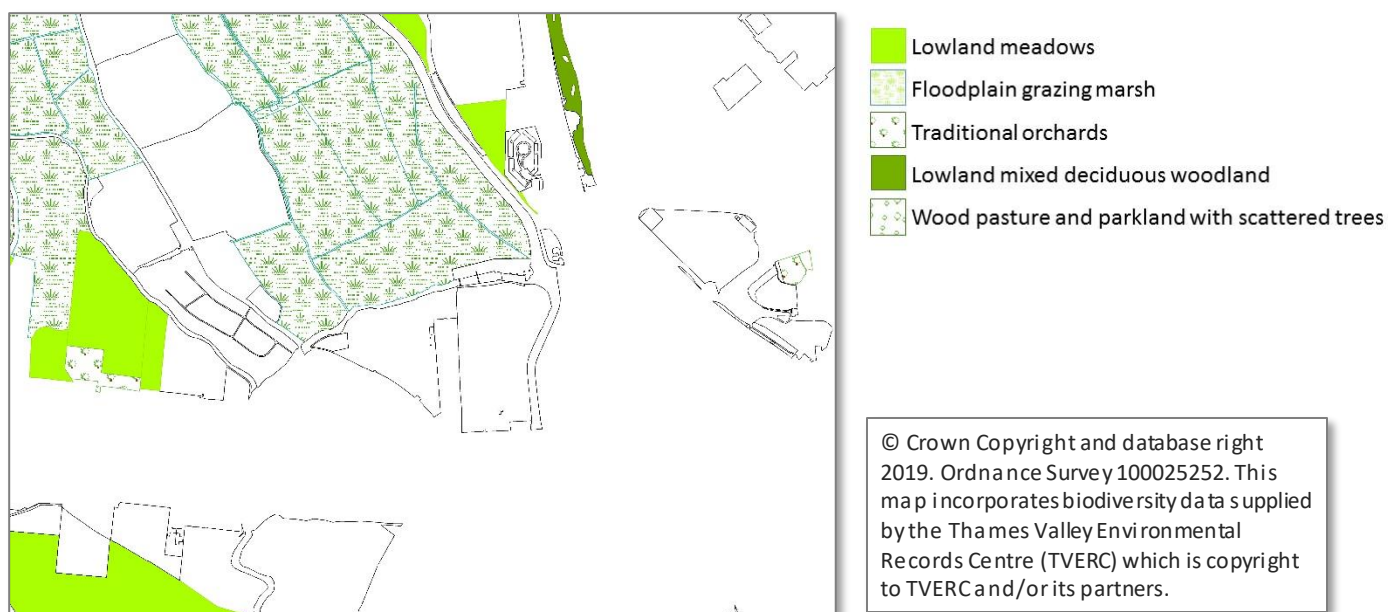 Lowland meadows
Floodplain grazing marsh
Traditional orchards
Lowland mixed deciduous woodland
Wood pasture and parkland with scattered trees
© Crown Copyright and database right
2019. Ordnance Survey 100025252. This
map incorporates biodiversity data supplied
by the Thames Valley Environmental
Records Centre (TVERC) which is copyright
to TVERC and/or its partners.